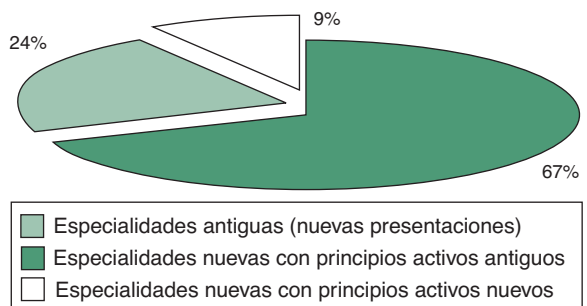 9%
24%
67%
Especialidades antiguas (nuevas presentaciones)
Especialidades nuevas con principios activos antiguos
Especialidades nuevas con principios activos nuevos